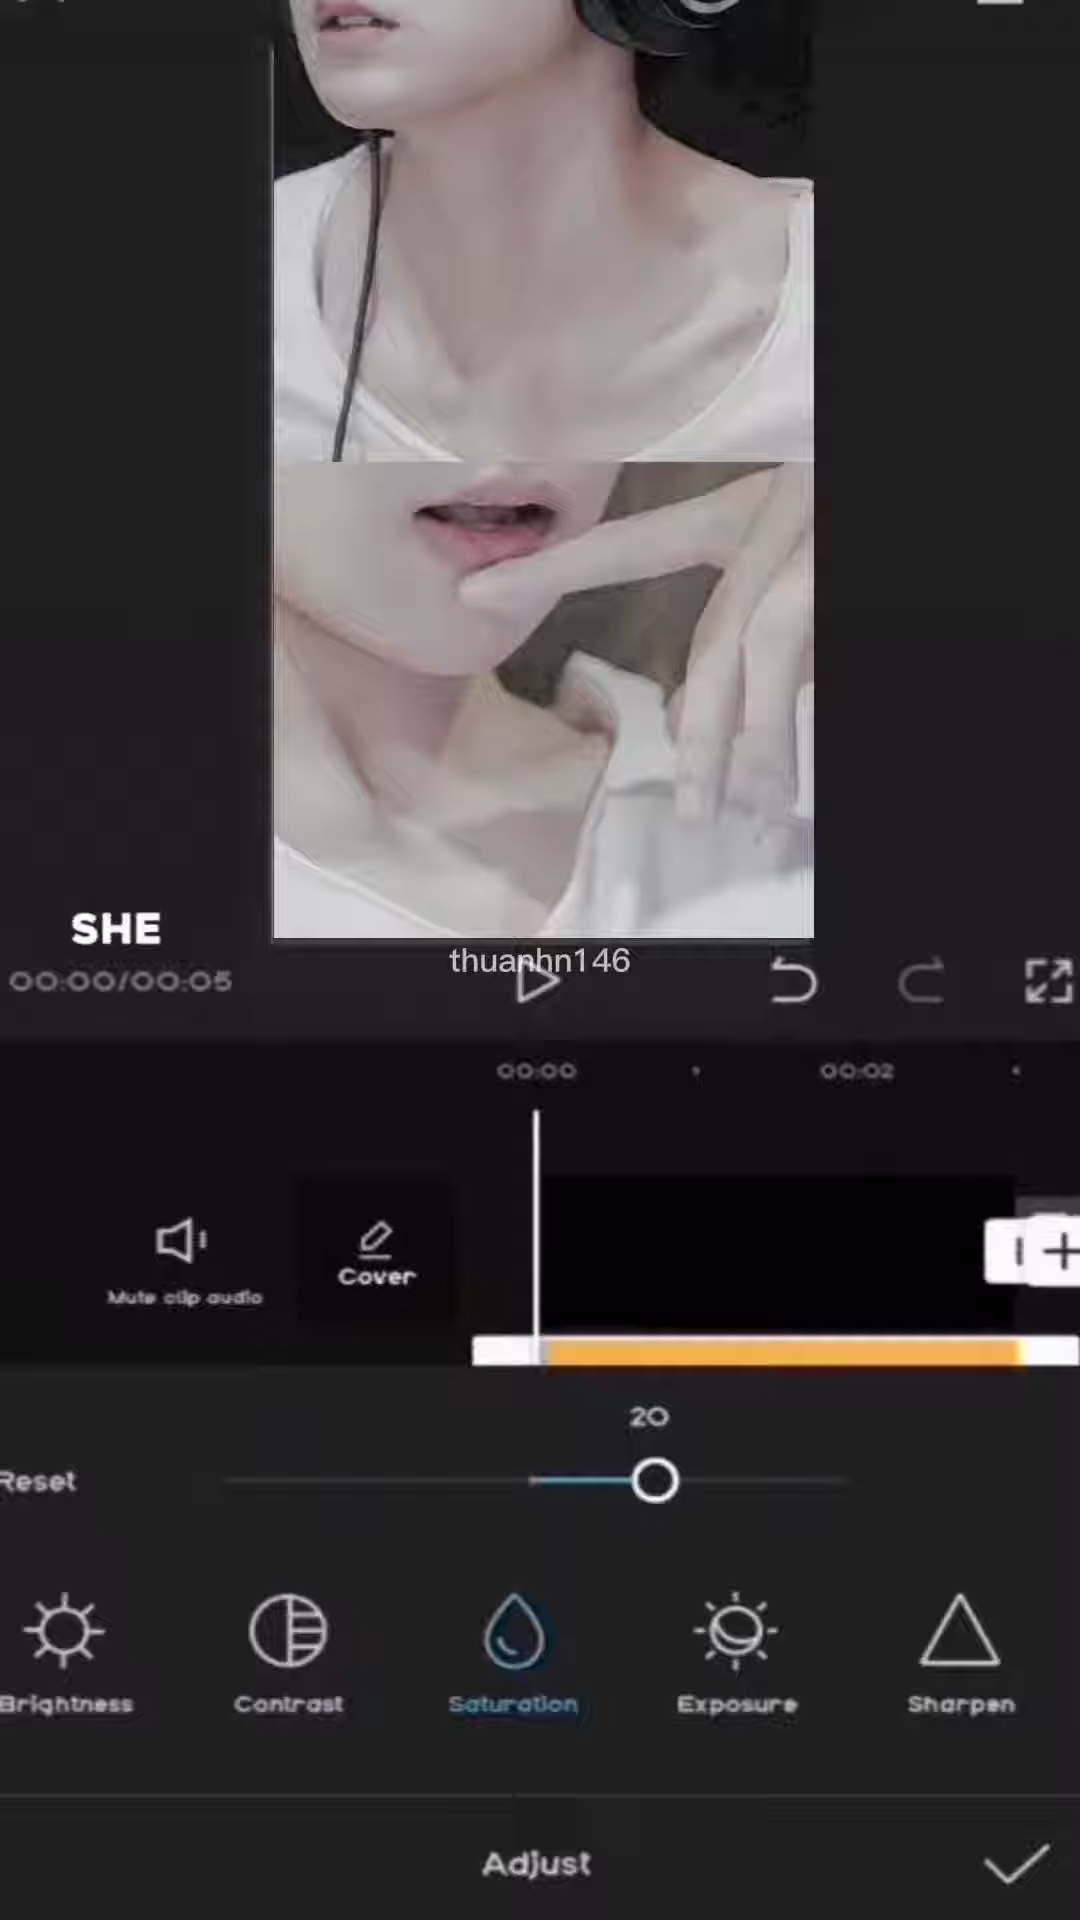 SHE
thuanhn146
00:00/00:05
00:00
00:02
Mute clip audio
Cover
20
Reset
Brightness
Contrast
Saturation
Exposure
Sharpen
Adjust